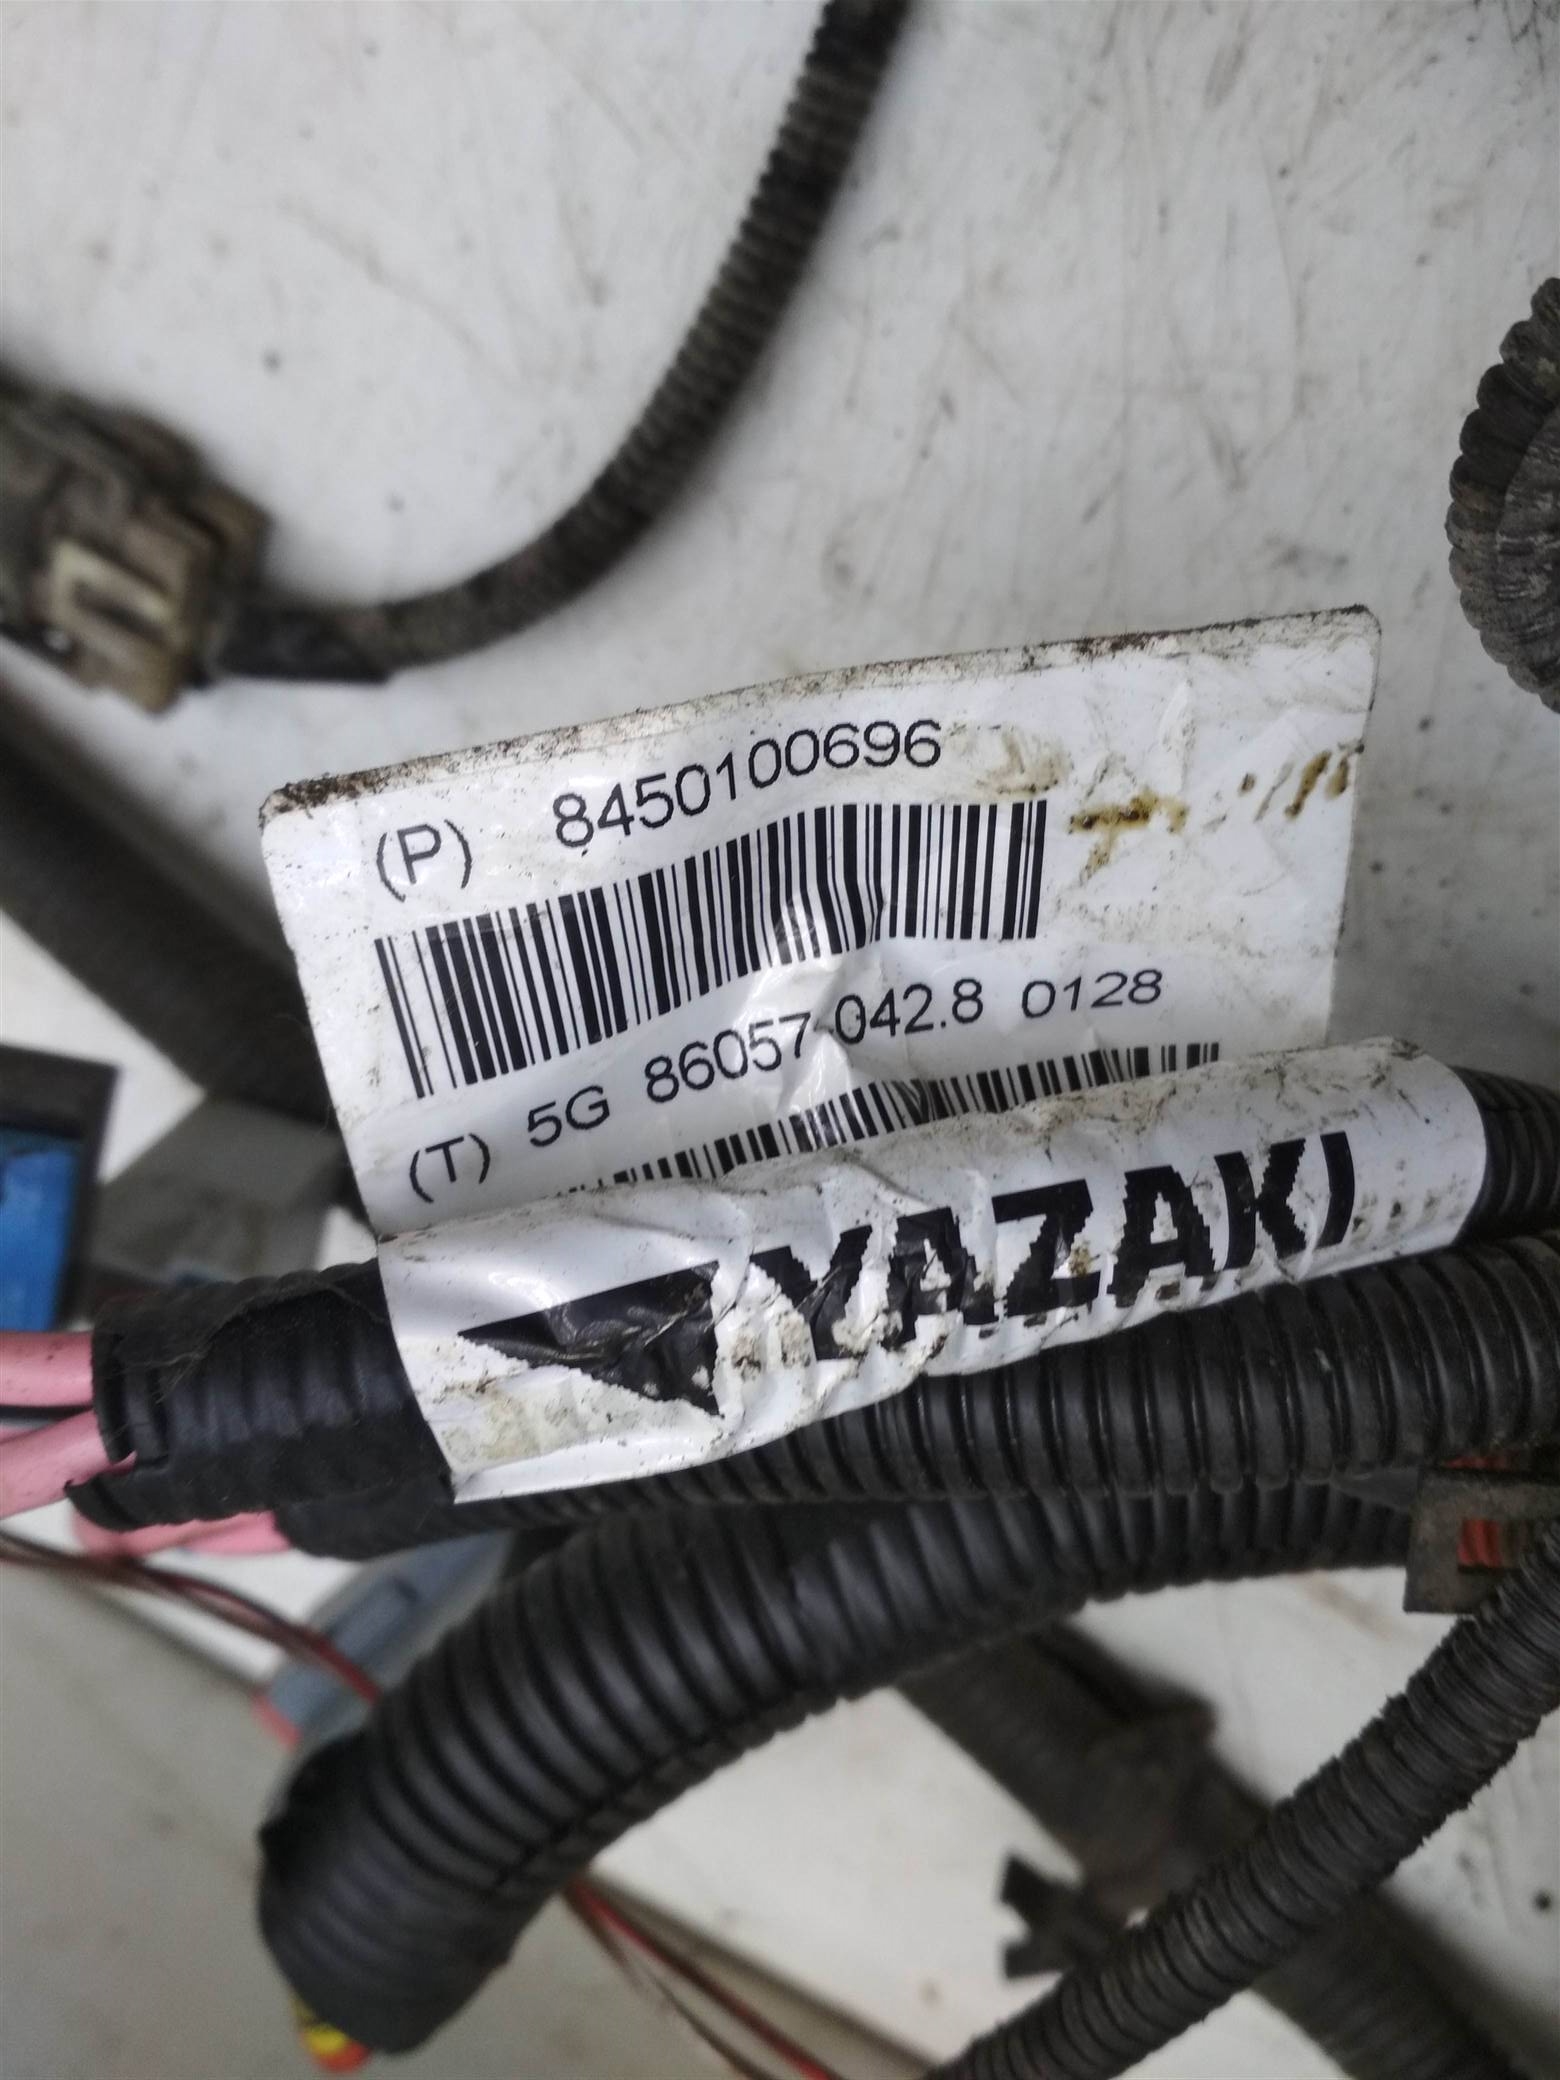 (P) 8450100696
(T) 5G 86057-042.8 0128
YAZAKI